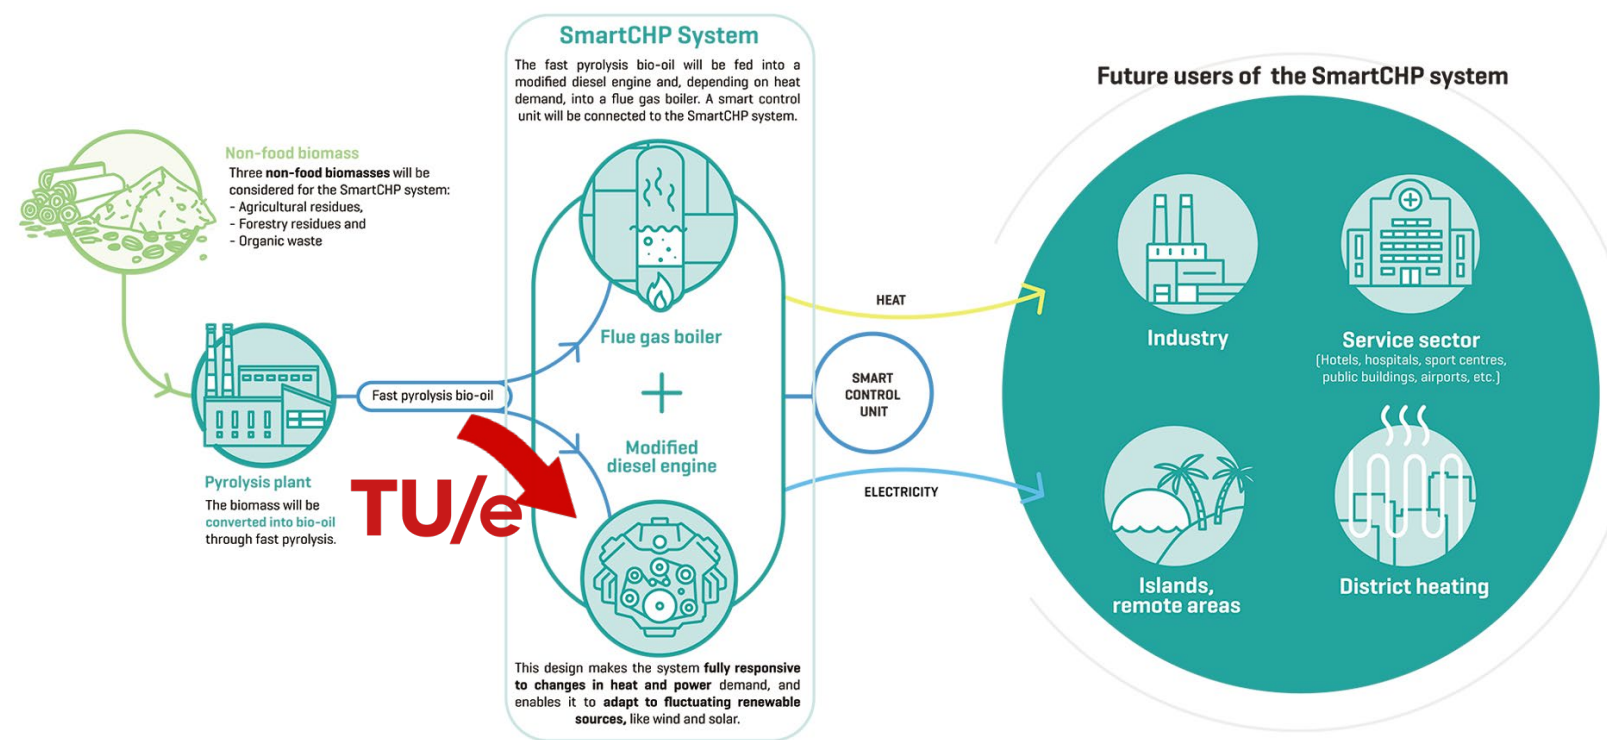 Non-food biomass
Three non-food biomasses will be
considered for the SmartCHP system:
- Agricultural residues,
- Forestry residues and
- Organic waste
Pyrolysis plant
The biomass will be
converted into bio-oil
through fast pyrolysis.
Fast pyrolysis bio-oil
TU/e
SmartCHP System
The fast pyrolysis bio-oil will be fed into a
modified diesel engine and, depending on heat
demand, into a flue gas boiler. A smart control
unit will be connected to the SmartCHP system.
Flue gas boiler
Modified
diesel engine
This design makes the system fully responsive
to changes in heat and power demand, and
enables it to adapt to fluctuating renewable
sources, like wind and solar.
HEAT
SMART
CONTROL
UNIT
ELECTRICITY
Future users of the SmartCHP system
Industry
Service sector
(Hotels, hospitals, sport centres,
public buildings, airports, etc.)
Islands,
remote areas
District heating